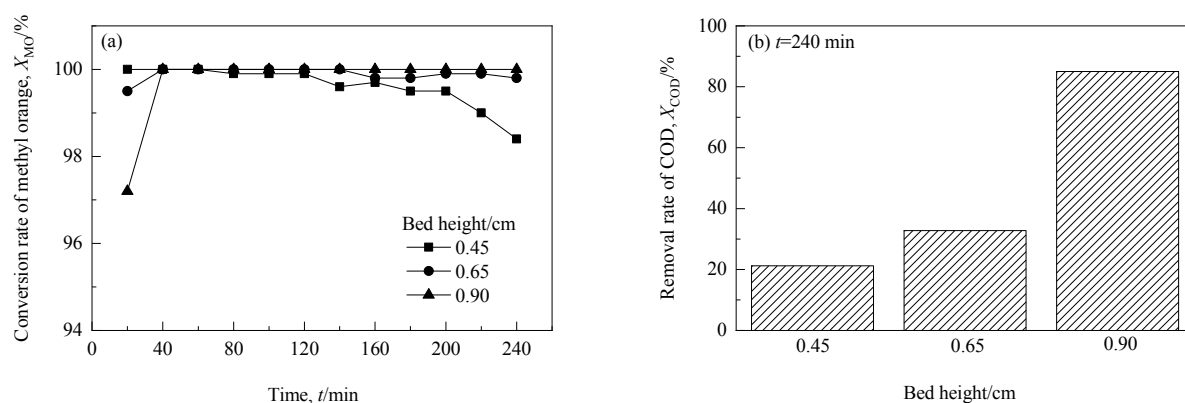 (a)
Conversion rate of methyl orange, X_MO/%
101
100
98
96
94
0 40 80 120 160 200 240
Time, t/min
Bed height/cm
0.45
0.65
0.90
(b) t=240 min
Removal rate of COD, X_COD/%
100
80
60
40
20
0
0.45 0.65 0.90
Bed height/cm